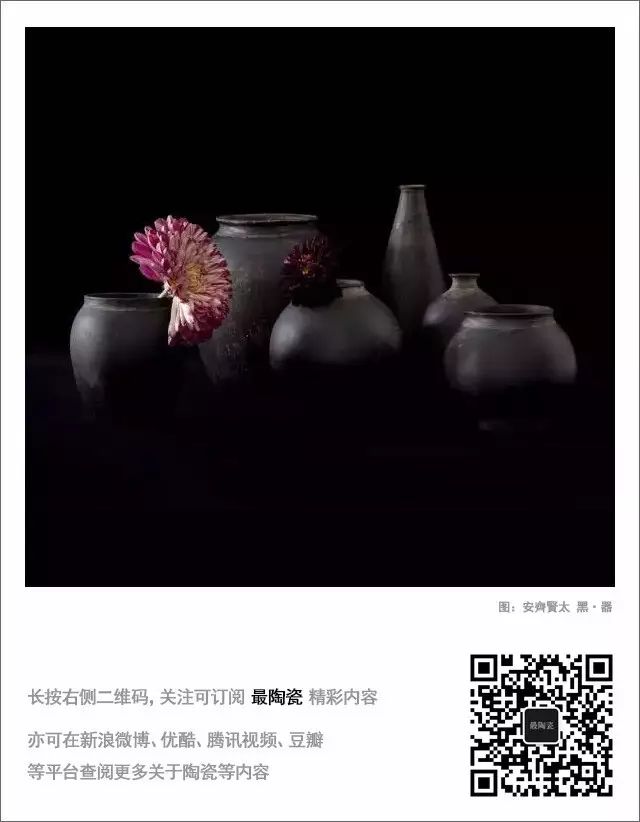 图：安齊賢太 黑·器
长按右侧二维码，关注可订阅 最陶瓷 精彩内容
最陶瓷
亦可在新浪微博、优酷、腾讯视频、豆瓣
等平台查阅更多关于陶瓷等内容